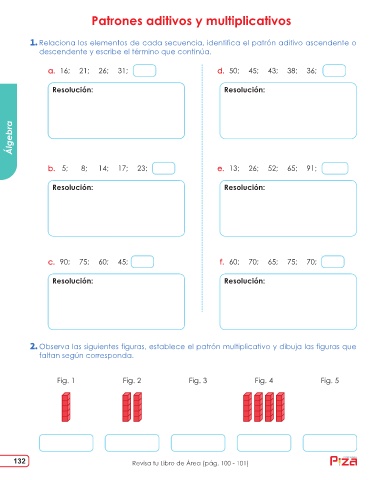 Patrones aditivos y multiplicativos
1. Relaciona los elementos de cada secuencia, identifica el patrón aditivo ascendente o
descendente y escribe el término que continúa.
a. 16; 21; 26; 31;
d. 50; 45; 43; 38; 36;
Resolución:
Resolución:
Álgebra
b. 5; 8; 14; 17; 23;
e. 13; 26; 52; 65; 91;
Resolución:
Resolución:
c. 90; 75; 60; 45;
f. 60; 70; 65; 75; 70;
Resolución:
Resolución:
2. Observa las siguientes figuras, establece el patrón multiplicativo y dibuja las figuras que
faltan según corresponda.
Fig. 1 Fig. 2 Fig. 3 Fig. 4 Fig. 5
132
Revisa tu Libro de Área (pág. 100 - 101)